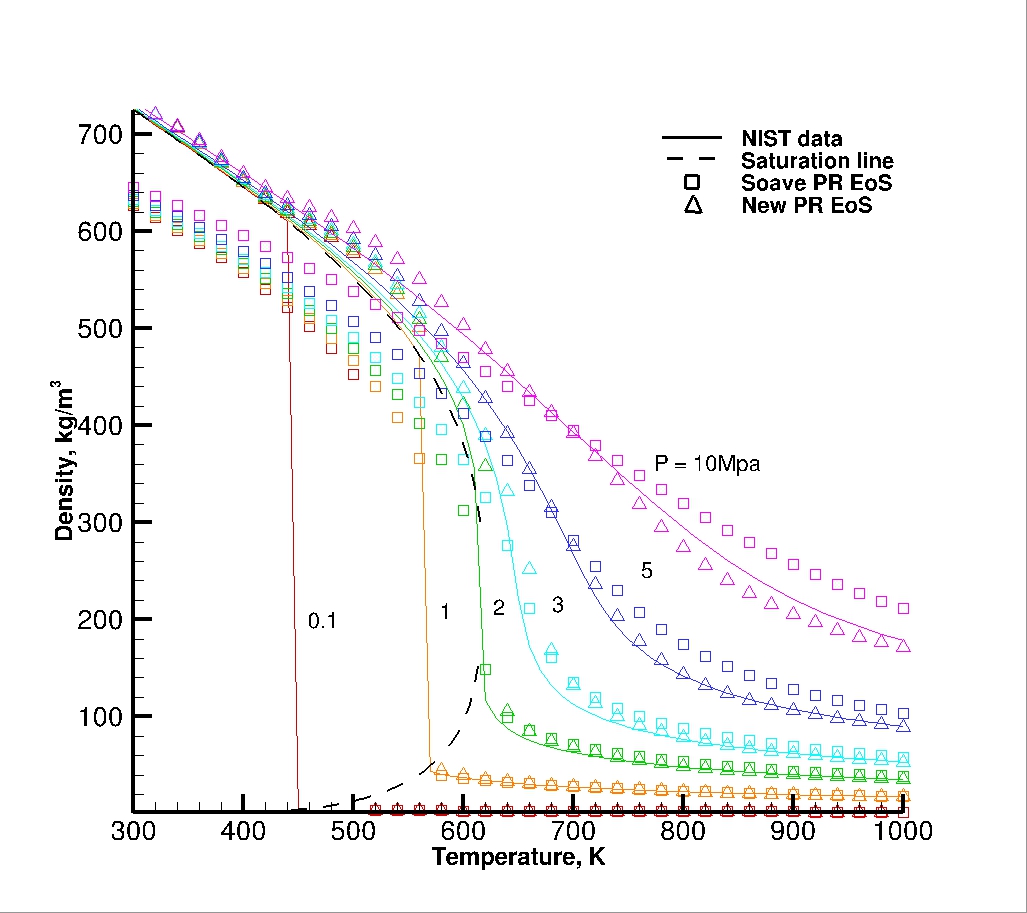 NIST data
Saturation line
Soave PR EoS
New PR EoS
700
600
500
400
300
200
100
Density, kg/m³
P = 10Mpa
5
3
2
1
0.1
300 400 500 600 700 800 900 1000
Temperature, K